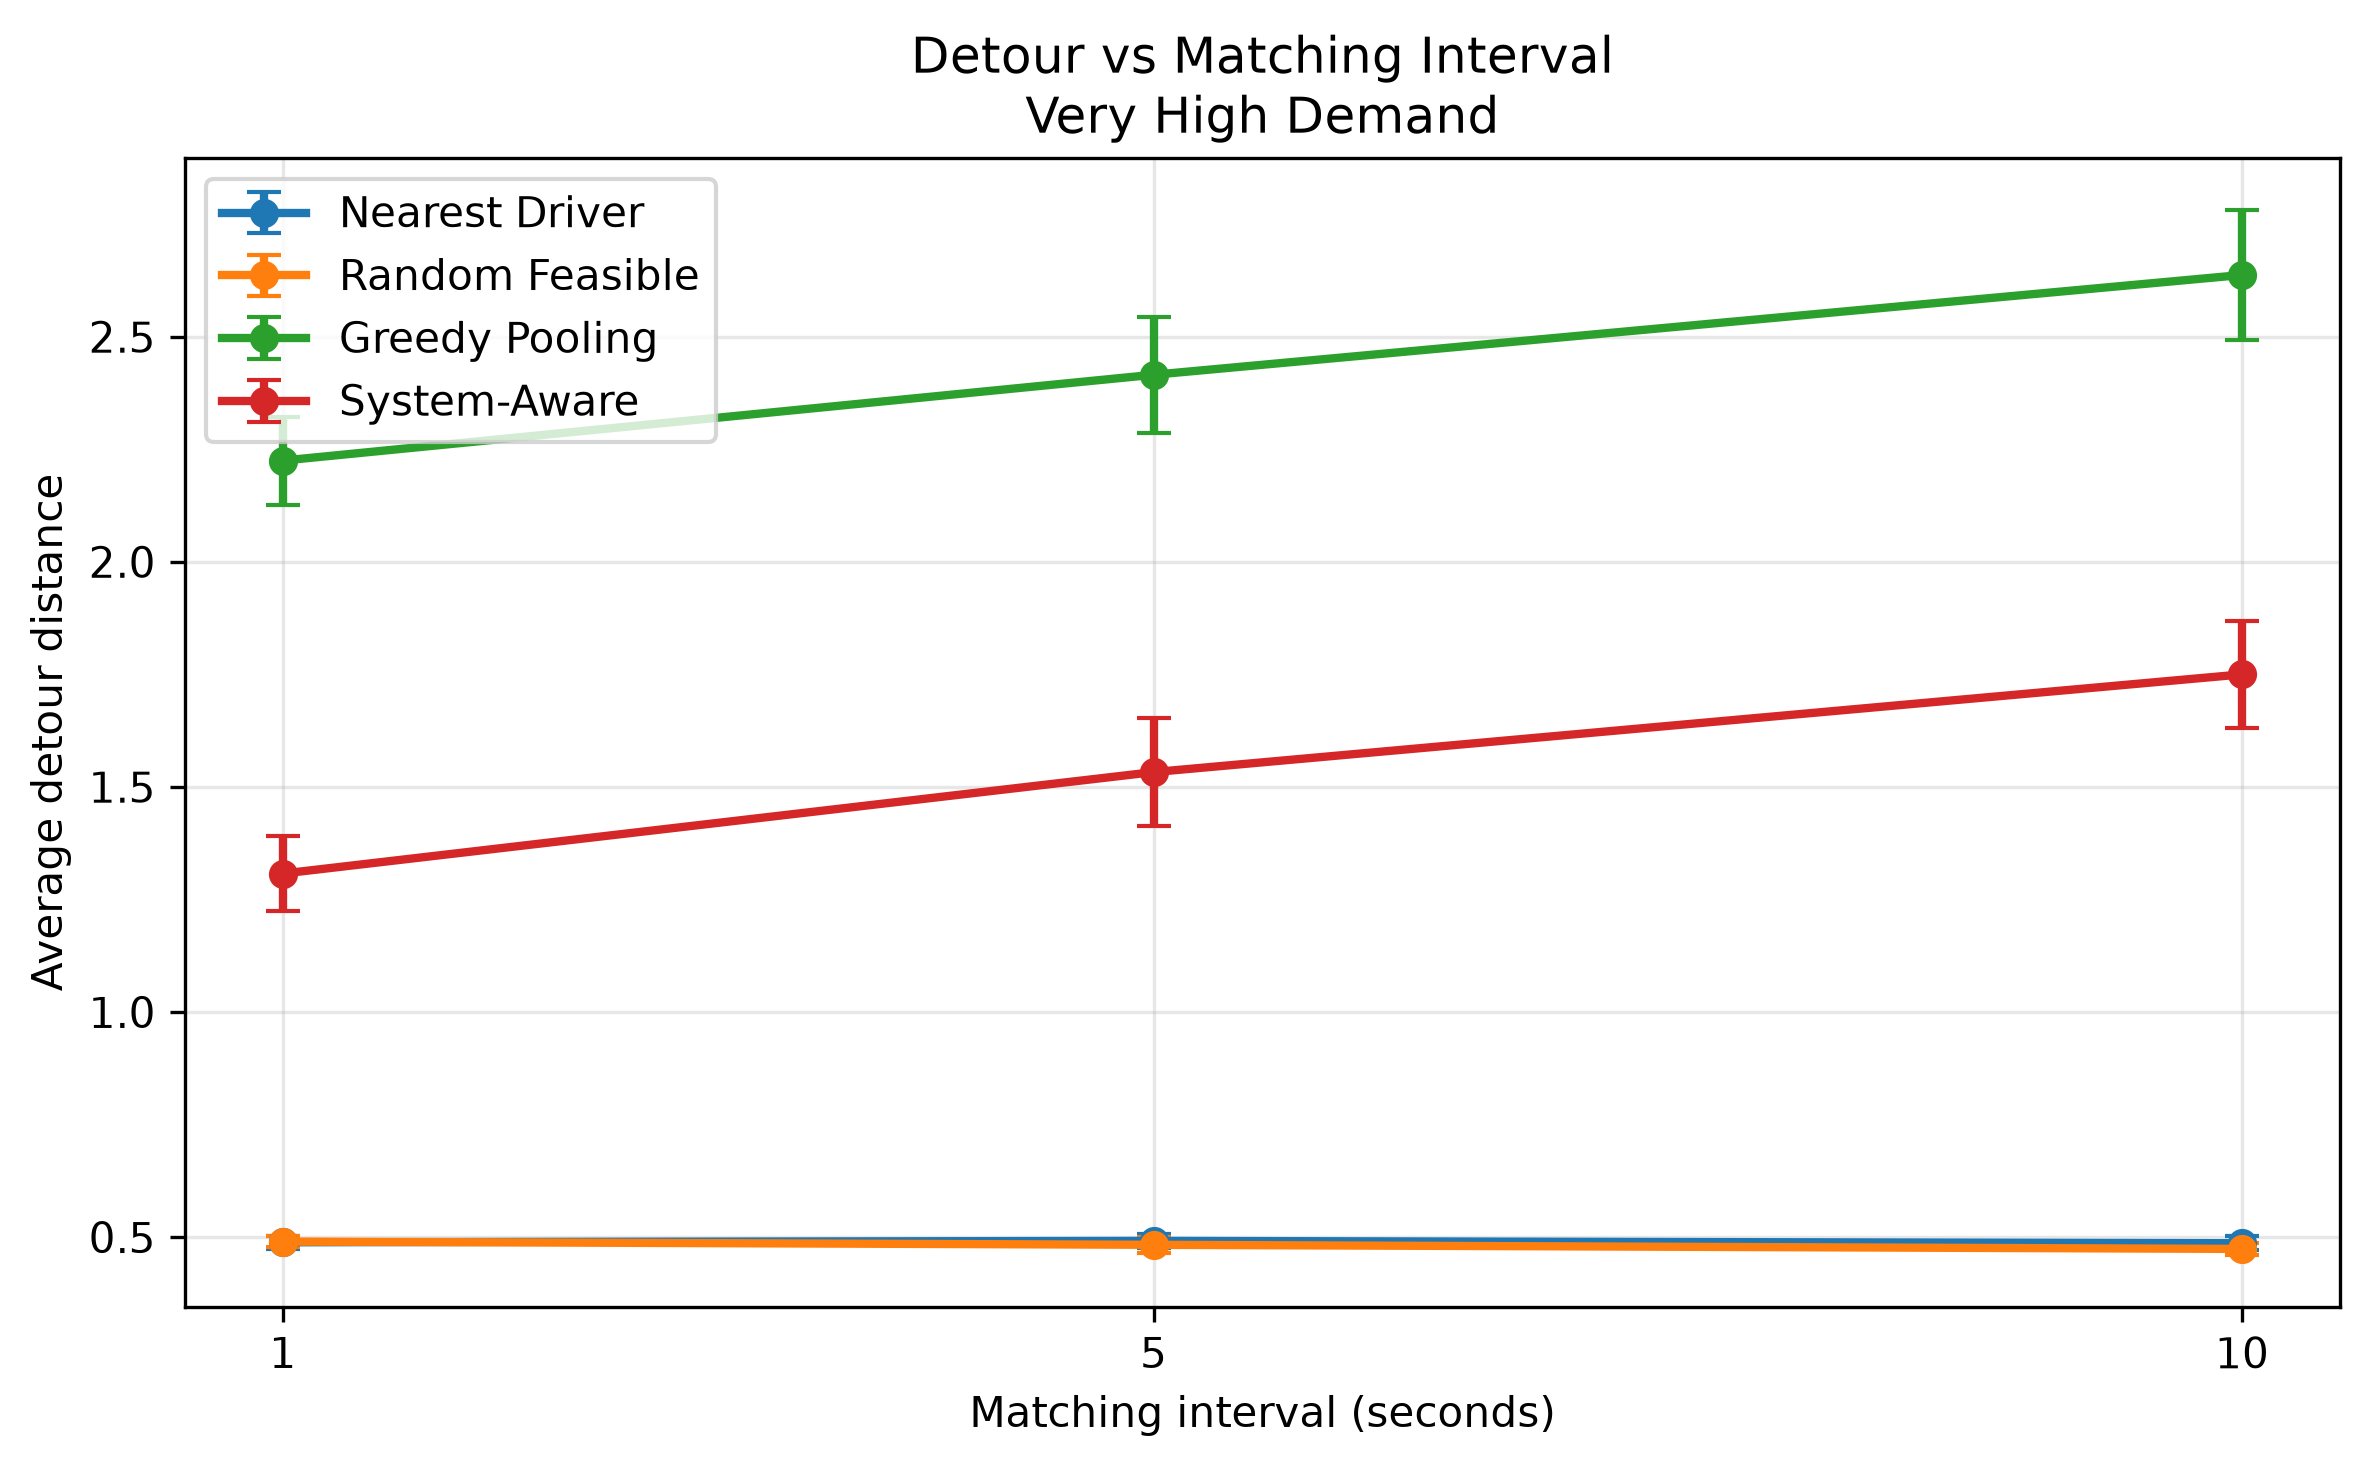 Detour vs Matching Interval
Very High Demand
Nearest Driver
Random Feasible
Greedy Pooling
System-Aware
Average detour distance
2.5
2.0
1.5
1.0
0.5
1 5 10
Matching interval (seconds)